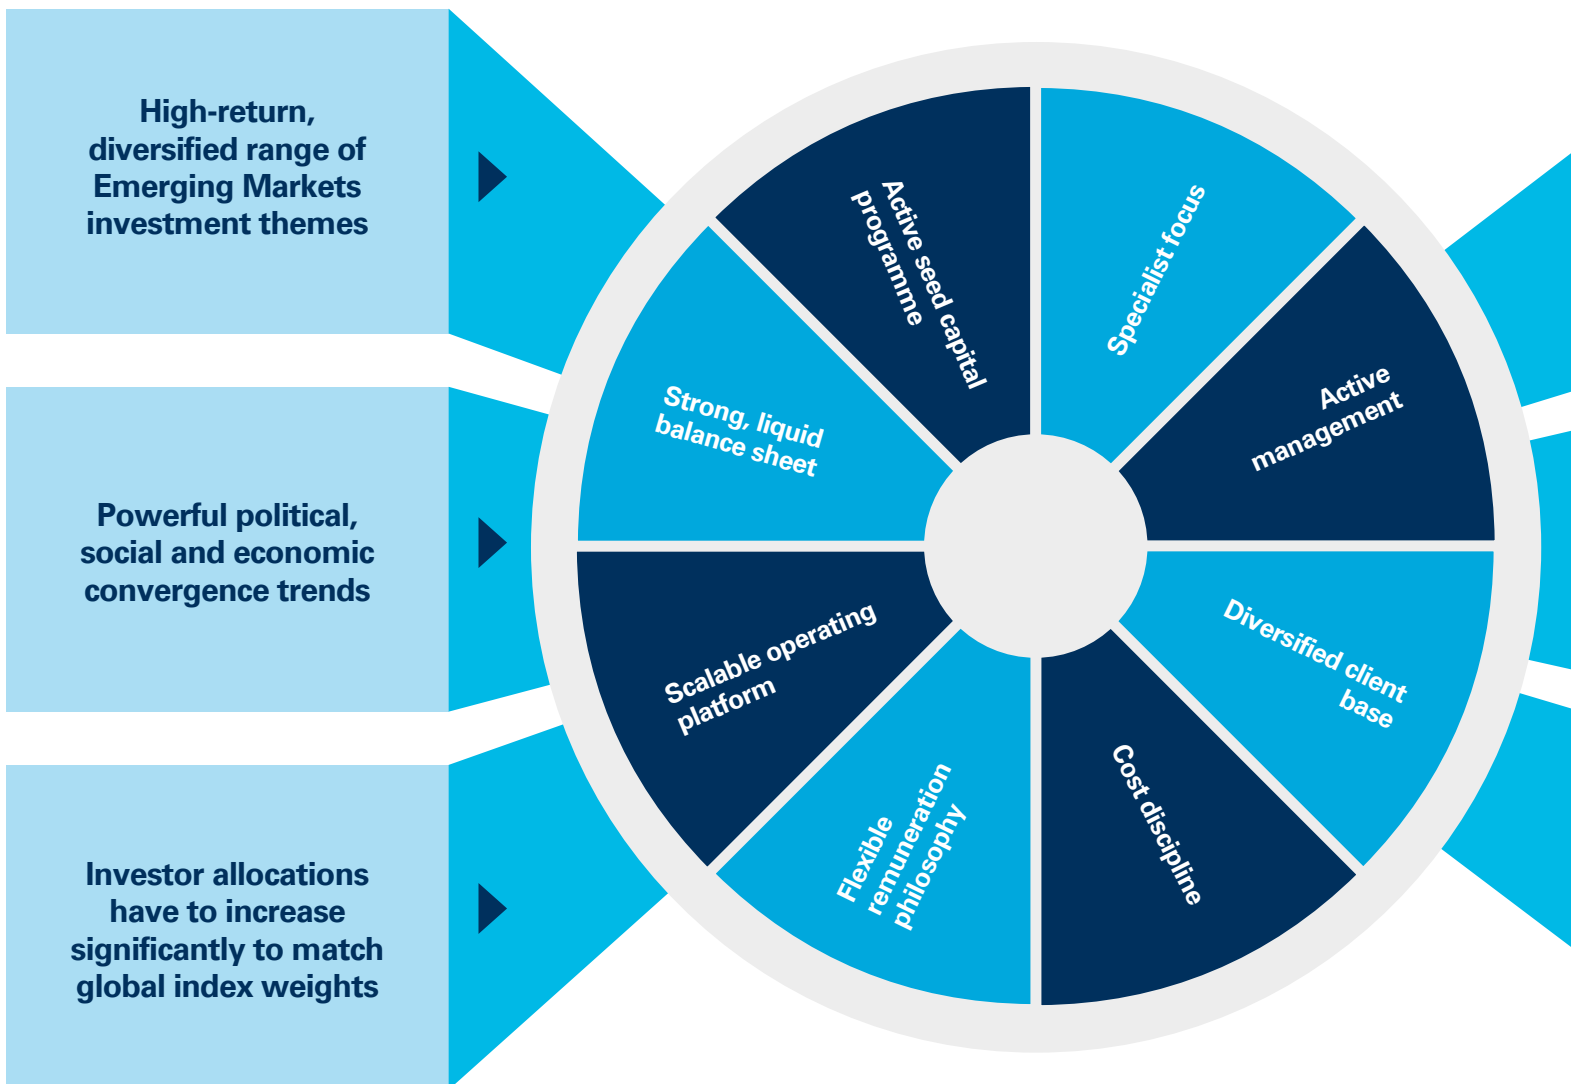 High-return,
diversified range of
Emerging Markets
investment themes
Powerful political,
social and economic
convergence trends
Investor allocations
have to increase
significantly to match
global index weights
Active seed capital
programme
Specialist focus
Active
management
Diversified client
base
Cost discipline
Flexible
remuneration
philosophy
Scalable operating
platform
Strong, liquid
balance sheet